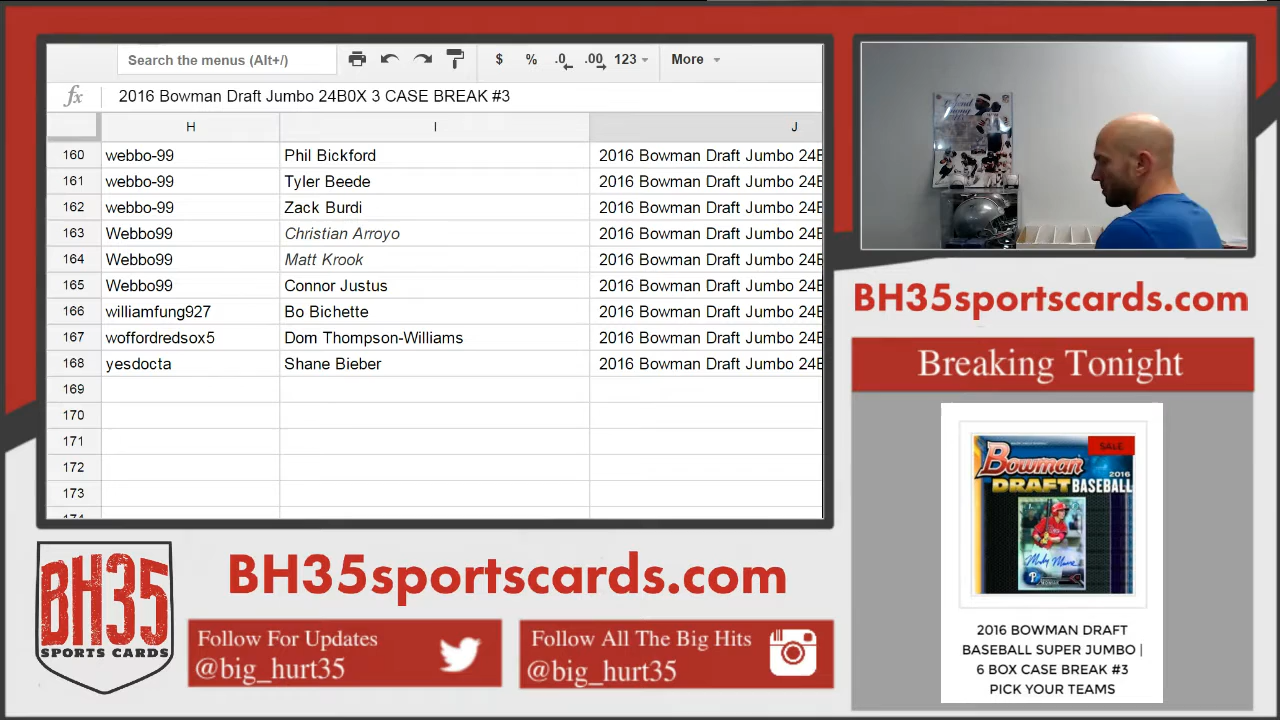 Search the menus (Alt+/)
$ % .0 .00 123 More
fx 2016 Bowman Draft Jumbo 24B0X 3 CASE BREAK #3
H I J
160 webbo-99 Phil Bickford 2016 Bowman Draft Jumbo 24B
161 webbo-99 Tyler Beede 2016 Bowman Draft Jumbo 24B
162 webbo-99 Zack Burdi 2016 Bowman Draft Jumbo 24B
163 Webbo99 Christian Arroyo 2016 Bowman Draft Jumbo 24B
164 Webbo99 Matt Krook 2016 Bowman Draft Jumbo 24B
165 Webbo99 Connor Justus 2016 Bowman Draft Jumbo 24B
166 williamfung927 Bo Bichette 2016 Bowman Draft Jumbo 24B
167 woffordredsox5 Dom Thompson-Williams 2016 Bowman Draft Jumbo 24B
168 yesdocta Shane Bieber 2016 Bowman Draft Jumbo 24B
169
170
171
172
173
BH35sportscards.com
Breaking Tonight
SALE
Bowman
2016
DRAFT BASEBALL
2016 BOWMAN DRAFT
BASEBALL SUPER JUMBO |
6 BOX CASE BREAK #3
PICK YOUR TEAMS
BH35
SPORTS CARDS
BH35sportscards.com
Follow For Updates
@big_hurt35
Follow All The Big Hits
@big_hurt35